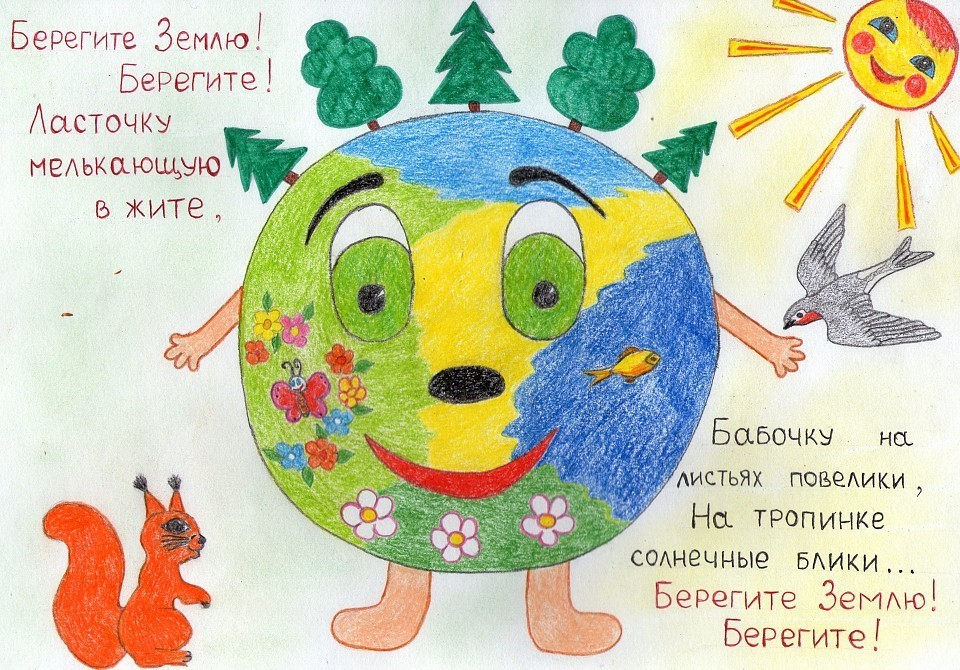 Берегите Землю!
Берегите!
Ласточку
мелькающую
в жите,
Бабочку на
листьях повелики,
На тропинке
солнечные блики...
Берегите Землю!
Берегите!